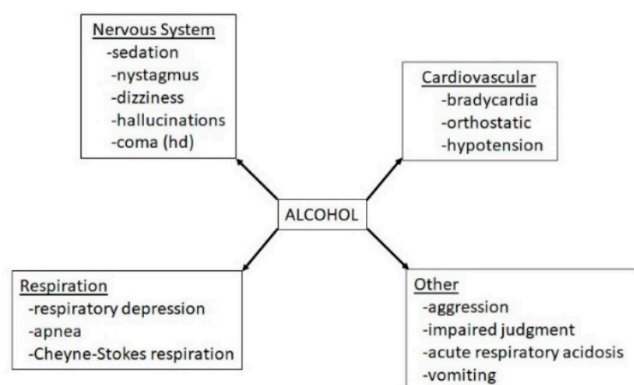 Nervous System
-sedation
-nystagmus
-dizziness
-hallucinations
-coma (hd)
Cardiovascular
-bradycardia
-orthostatic
-hypotension
ALCOHOL
Respiration
-respiratory depression
-apnea
-Cheyne-Stokes respiration
Other
-aggression
-impaired judgment
-acute respiratory acidosis
-vomiting